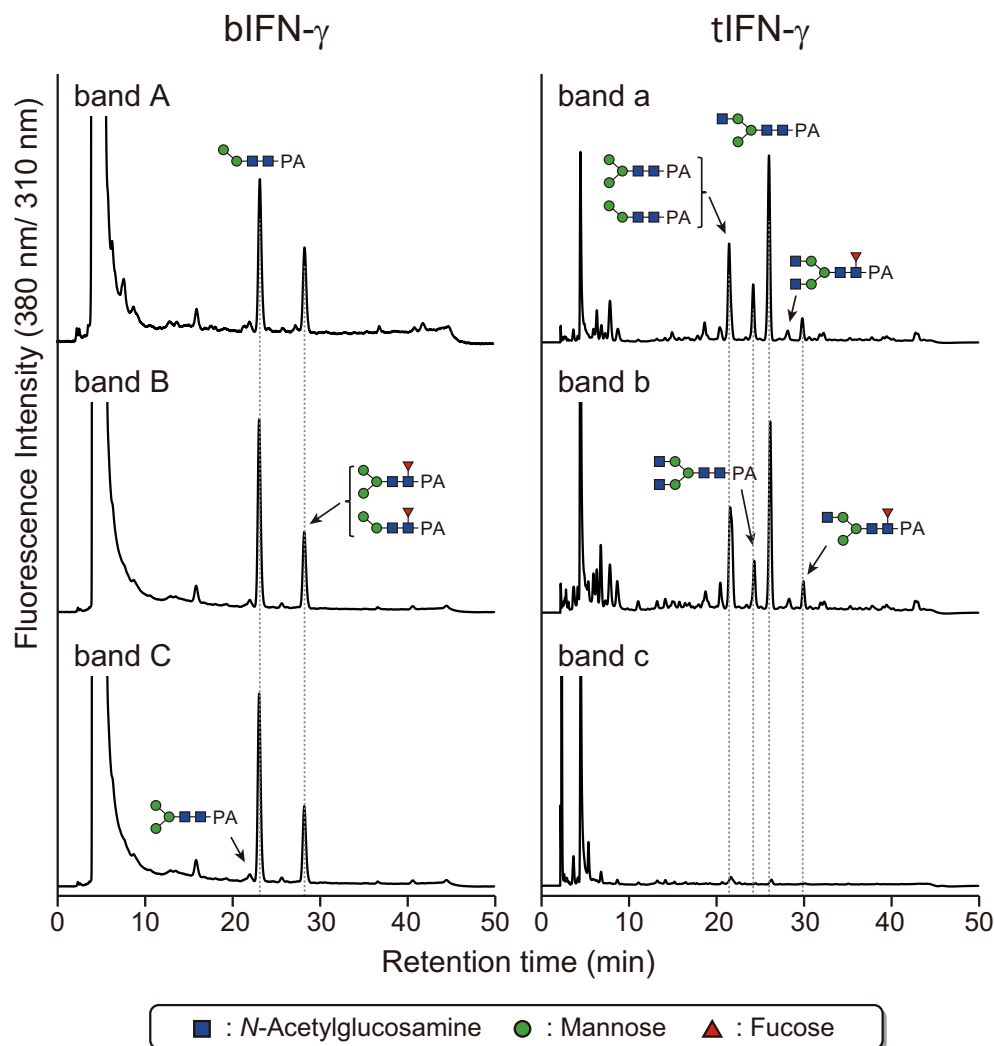 bIFN-γ
tIFN-γ
Fluorescence Intensity (380 nm/ 310 nm)
band A
PA
band B
PA
PA
band C
PA
0 10 20 30 40 50
band a
PA
PA
PA
PA
band b
PA
PA
band c
0 10 20 30 40 50
Retention time (min)
: N-Acetylglucosamine : Mannose : Fucose